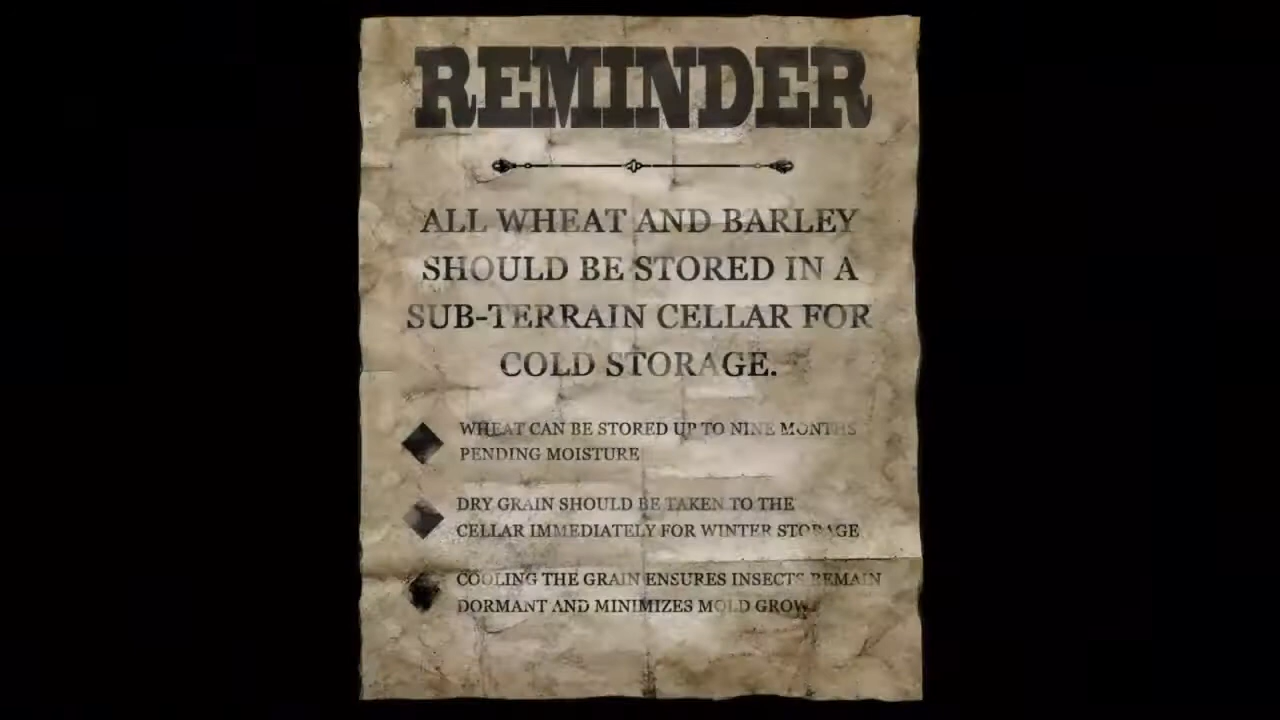 REMINDER
ALL WHEAT AND BARLEY
SHOULD BE STORED IN A
SUB-TERRAIN CELLAR FOR
COLD STORAGE.
WHEAT CAN BE STORED UP TO NINE MONTHS
PENDING MOISTURE
DRY GRAIN SHOULD BE TAKEN TO THE
CELLAR IMMEDIATELY FOR WINTER STORAGE
COOLING THE GRAIN ENSURES INSECTS REMAIN
DORMANT AND MINIMIZES MOLD